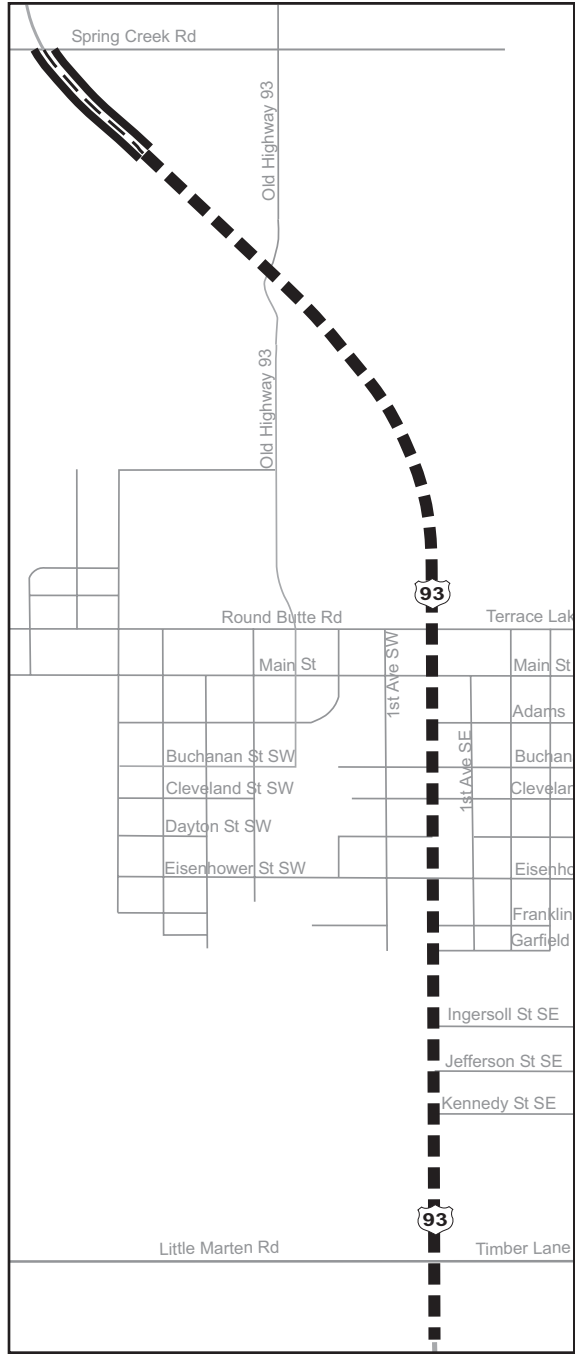 Spring Creek Rd
Old Highway 93
Old Highway 93
93
Round Butte Rd
Terrace Lak
Main St
1st Ave SW
Main St
Adams
1st Ave SE
Buchanan St SW
Buchan
Cleveland St SW
Clevelan
Dayton St SW
Eisenhower St SW
Eisenho
Franklin
Garfield
Ingersoll St SE
Jefferson St SE
Kennedy St SE
93
Little Marten Rd
Timber Lane